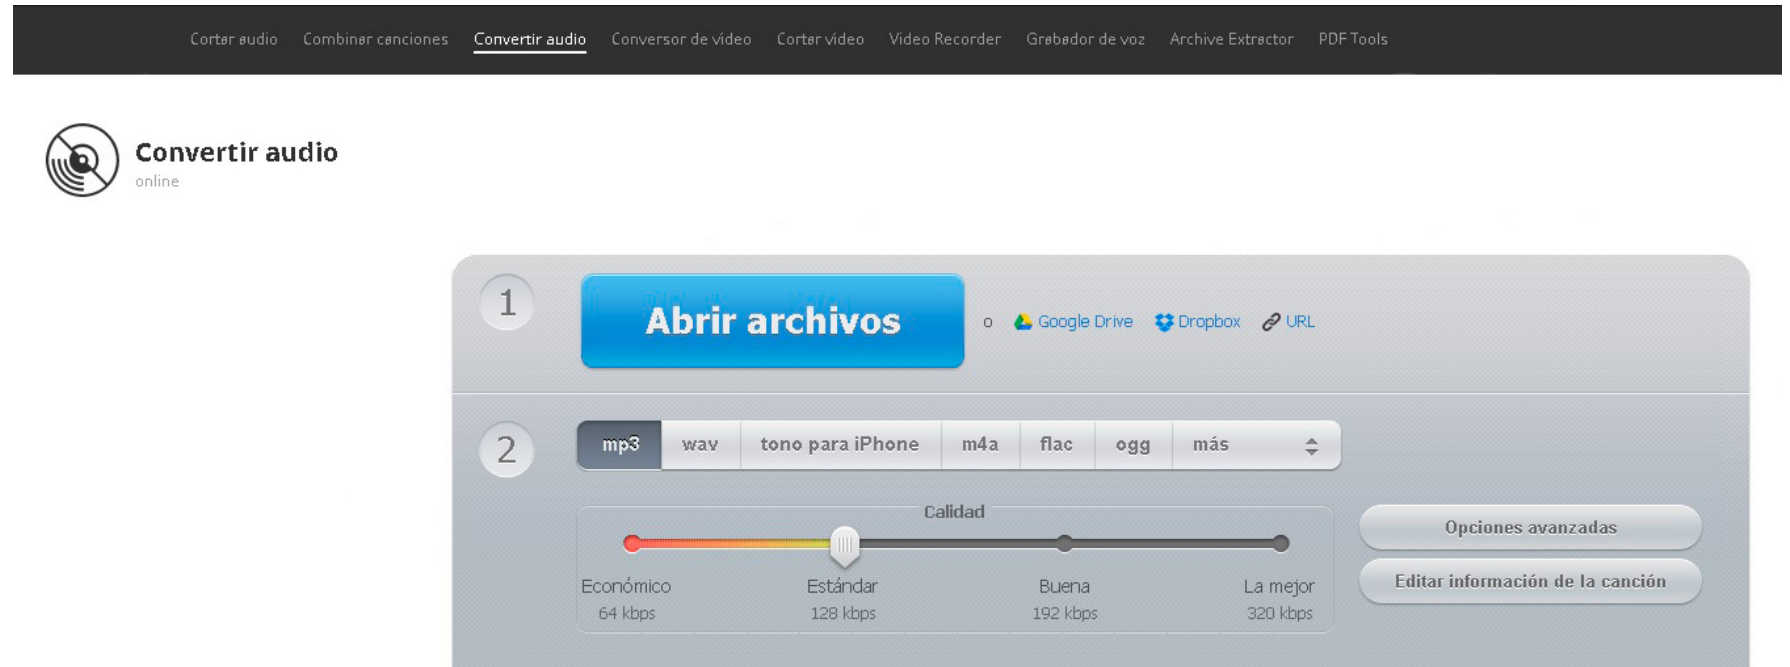 Cortar audio Combinar canciones Convertir audio Conversor de vídeo Cortar vídeo Video Recorder Grabador de voz Archive Extractor PDF Tools
Convertir audio
online
1
Abrir archivos o Google Drive Dropbox URL
2
mp3 wav tono para iPhone m4a flac ogg más
Calidad
Opciones avanzadas
Económico Estándar Buena La mejor
64 kbps 128 kbps 192 kbps 320 kbps
Editar información de la canción